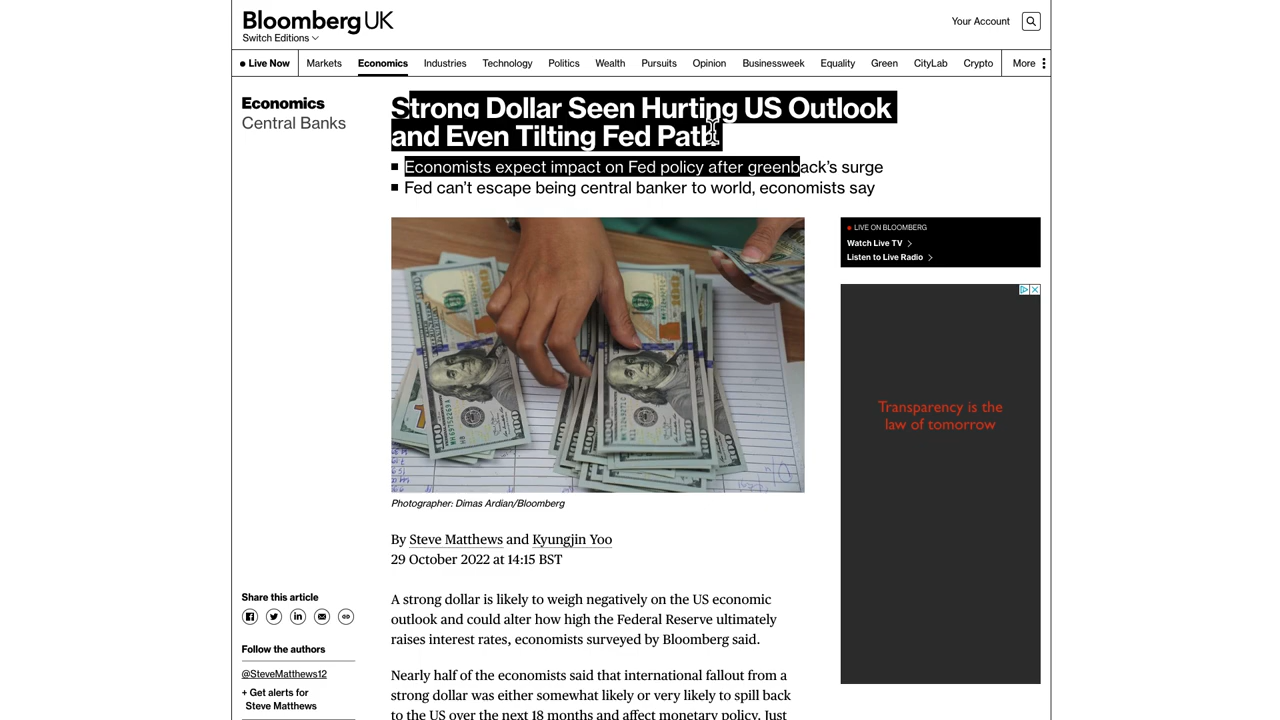 Bloomberg UK
Switch Editions
Your Account
Live Now
Markets
Economics
Industries
Technology
Politics
Wealth
Pursuits
Opinion
Businessweek
Equality
Green
CityLab
Crypto
More
Economics
Central Banks
Strong Dollar Seen Hurting US Outlook
and Even Tilting Fed Path
Economists expect impact on Fed policy after greenback’s surge
Fed can’t escape being central banker to world, economists say
LIVE ON BLOOMBERG
Watch Live TV
Listen to Live Radio
Transparency is the
law of tomorrow
Photographer: Dimas Ardian/Bloomberg
By Steve Matthews and Kyungjin Yoo
29 October 2022 at 14:15 BST
Share this article
Follow the authors
@SteveMatthews12
+ Get alerts for
Steve Matthews
A strong dollar is likely to weigh negatively on the US economic
outlook and could alter how high the Federal Reserve ultimately
raises interest rates, economists surveyed by Bloomberg said.
Nearly half of the economists said that international fallout from a
strong dollar was either somewhat likely or very likely to spill back
to the US over the next 18 months and affect monetary policy. Just